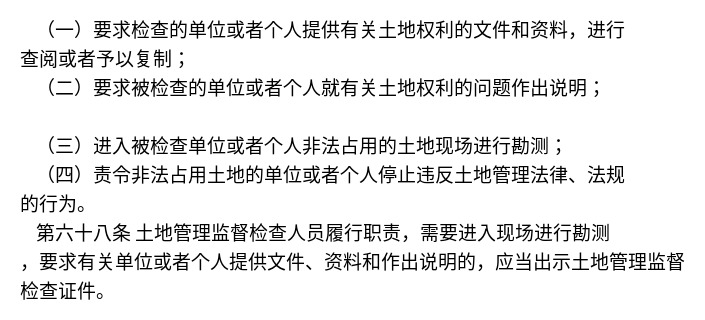 （一）要求检查的单位或者个人提供有关土地权利的文件和资料，进行
查阅或者予以复制；
（二）要求被检查的单位或者个人就有关土地权利的问题作出说明；
（三）进入被检查单位或者个人非法占用的土地现场进行勘测；
（四）责令非法占用土地的单位或者个人停止违反土地管理法律、法规
的行为。
第六十八条 土地管理监督检查人员履行职责，需要进入现场进行勘测
，要求有关单位或者个人提供文件、资料和作出说明的，应当出示土地管理监督
检查证件。